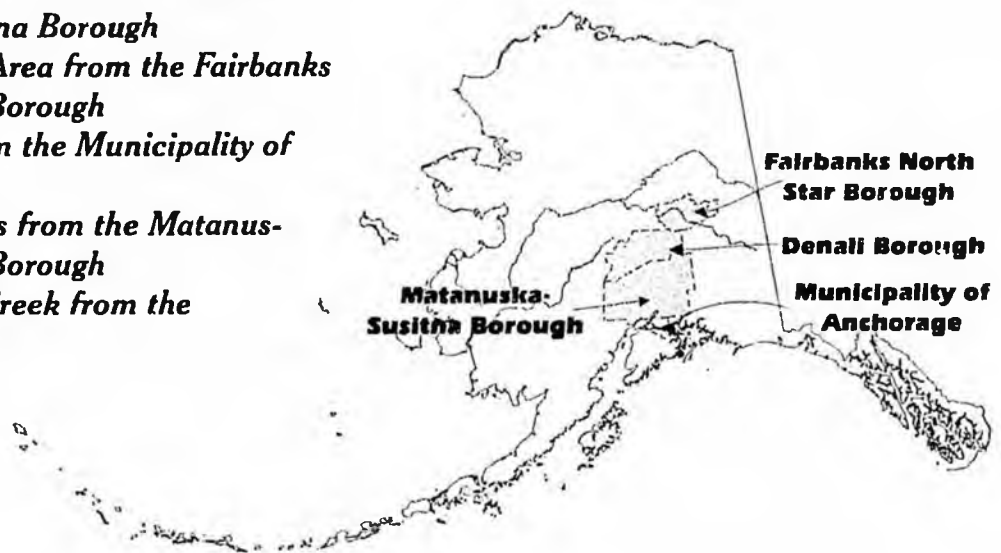 na Borough
Area from the Fairbanks
Borough
n the Municipality of
s from the Matanus-
Borough
Creek from the
Fairbanks North
Star Borough
Denali Borough
Matanuska-
Susitna Borough
Municipality of
Anchorage